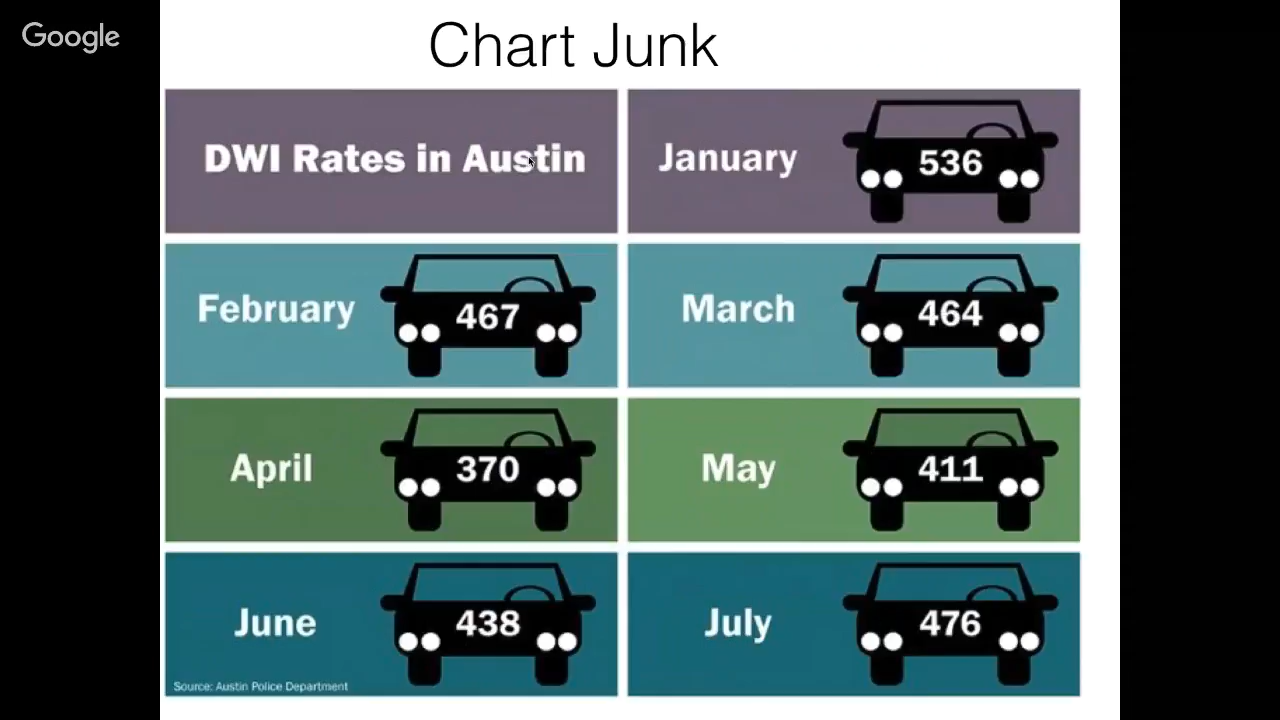 Google
Chart Junk
DWI Rates in Austin
January
536
February
467
March
464
April
370
May
411
June
438
July
476
Source: Austin Police Department